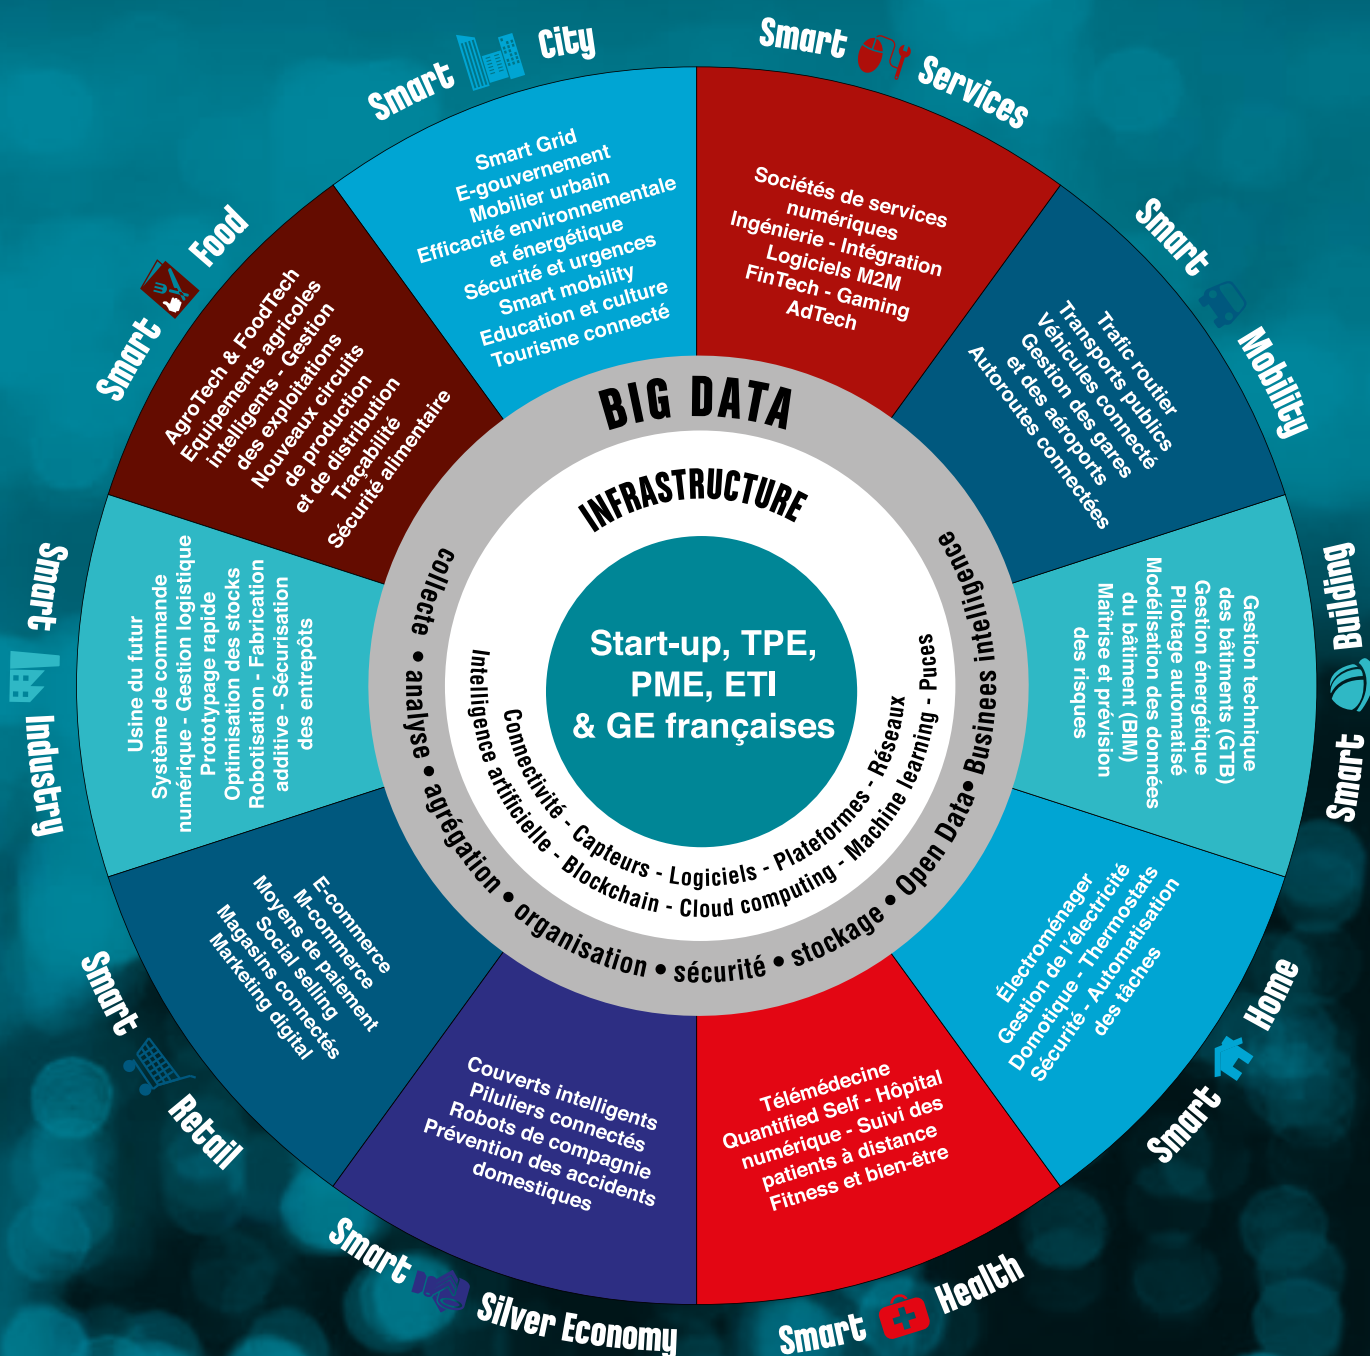 Smart City
Smart Grid
E-gouvernement
Mobilier urbain
Efficacité environnementale
et énergétique
Sécurité et urgences
Smart mobility
Education et culture
Tourisme connecté
Smart Services
Sociétés de services
numériques
Ingénierie - Intégration
Logiciels M2M
FinTech - Gaming
AdTech
Smart Mobility
Trafic routier
Transports publics
Véhicules connecté
Gestion des gares
et des aéroports
Autoroutes connectées
Smart Building
Gestion technique
des bâtiments (GTB)
Gestion énergétique
Pilotage automatisé
Modélisation des données
du bâtiment (BIM)
Maîtrise et prévision
des risques
Smart Home
Électroménager
Gestion de l'électricité
Domotique - Thermostats
Sécurité - Automatisation
des tâches
Smart Health
Télémédecine
Quantified Self - Hôpital
numérique - Suivi des
patients à distance
Fitness et bien-être
Smart Silver Economy
Couverts intelligents
Piluliers connectés
Robots de compagnie
Prévention des accidents
domestiques
Smart Retail
E-commerce
M-commerce
Moyens de paiement
Social selling
Magasins connectés
Marketing digital
Smart Industry
Usine du futur
Système de commande
numérique - Gestion logistique
Prototypage rapide
Optimisation des stocks
Robotisation - Fabrication
additive - Sécurisation
des entrepôts
Smart Food
AgroTech & FoodTech
Equipements agricoles
intelligents - Gestion
des exploitations
Nouveaux circuits
de production
et de distribution
Traçabilité
Sécurité alimentaire
BIG DATA
collecte • analyse • agrégation • organisation • sécurité • stockage • Open Data • Businees intelligence
INFRASTRUCTURE
Connectivité - Capteurs - Logiciels - Plateformes - Réseaux
Intelligence artificielle - Blockchain - Cloud computing - Machine learning - Puces
Start-up, TPE,
PME, ETI
& GE françaises